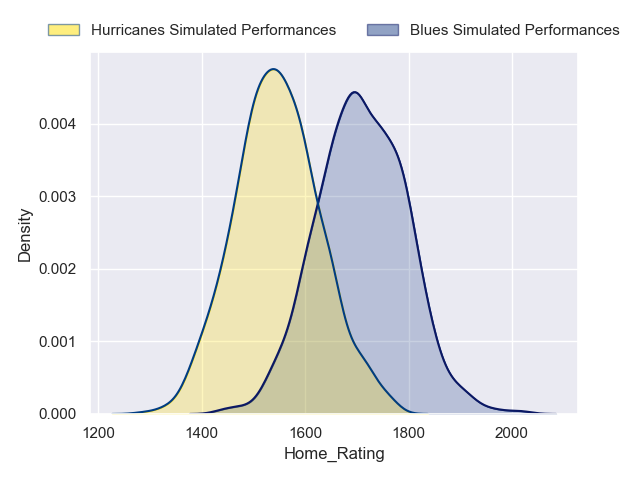 Hurricanes Simulated Performances Blues Simulated Performances
0.004
0.003
Density
0.002
0.001
0.000
1200 1400 1600 1800 2000
Home_Rating